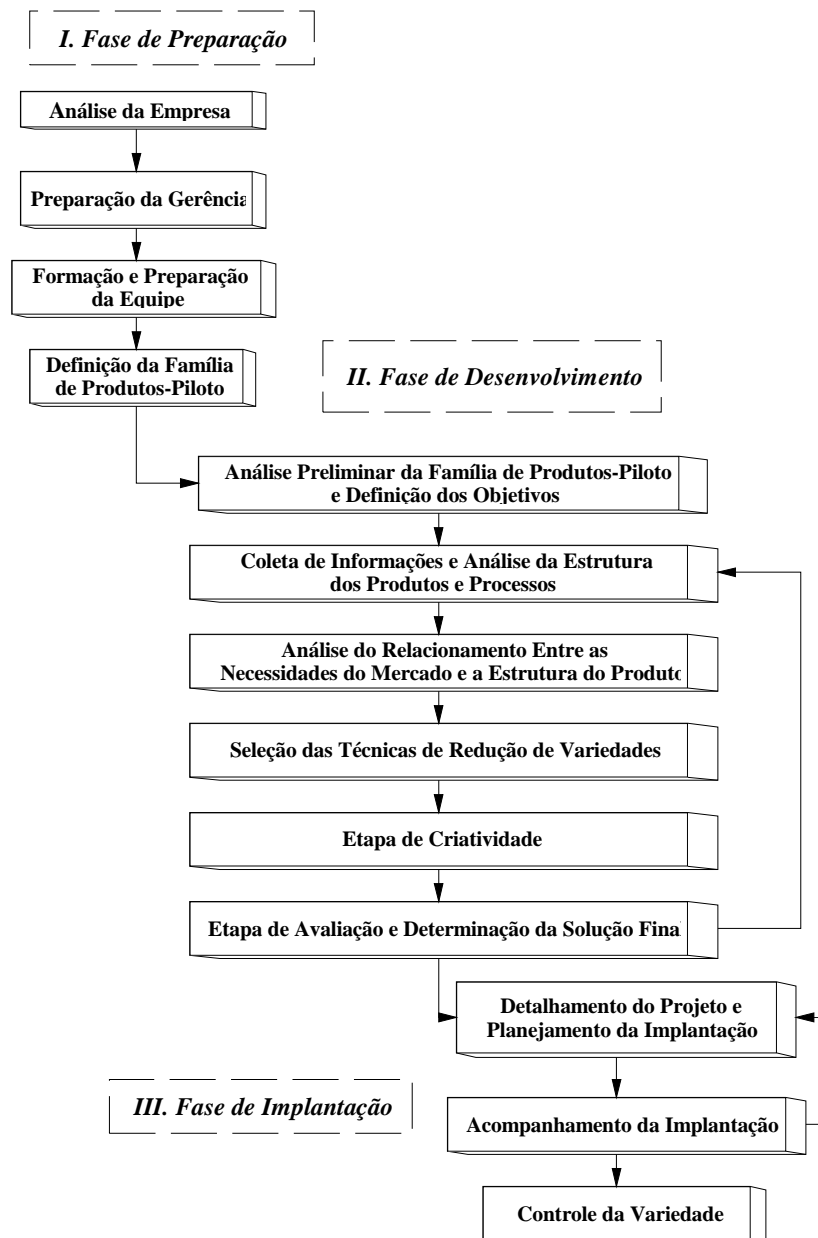 I. Fase de Preparação
Análise da Empresa
Preparação da Gerência
Formação e Preparação
da Equipe
Definição da Família
de Produtos-Piloto
II. Fase de Desenvolvimento
Análise Preliminar da Família de Produtos-Piloto
e Definição dos Objetivos
Coleta de Informações e Análise da Estrutura
dos Produtos e Processos
Análise do Relacionamento Entre as
Necessidades do Mercado e a Estrutura do Produto
Seleção das Técnicas de Redução de Variedades
Etapa de Criatividade
Etapa de Avaliação e Determinação da Solução Final
Detalhamento do Projeto e
Planejamento da Implantação
III. Fase de Implantação
Acompanhamento da Implantação
Controle da Variedade